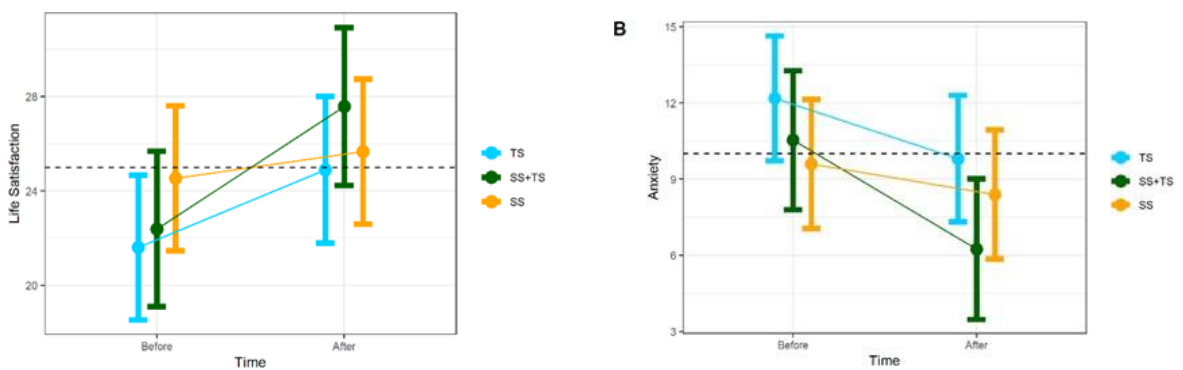 Life Satisfaction
28
24
20
Before
After
Time
TS
SS+TS
SS
B
Anxiety
15
12
9
6
3
Before
After
Time
TS
SS+TS
SS